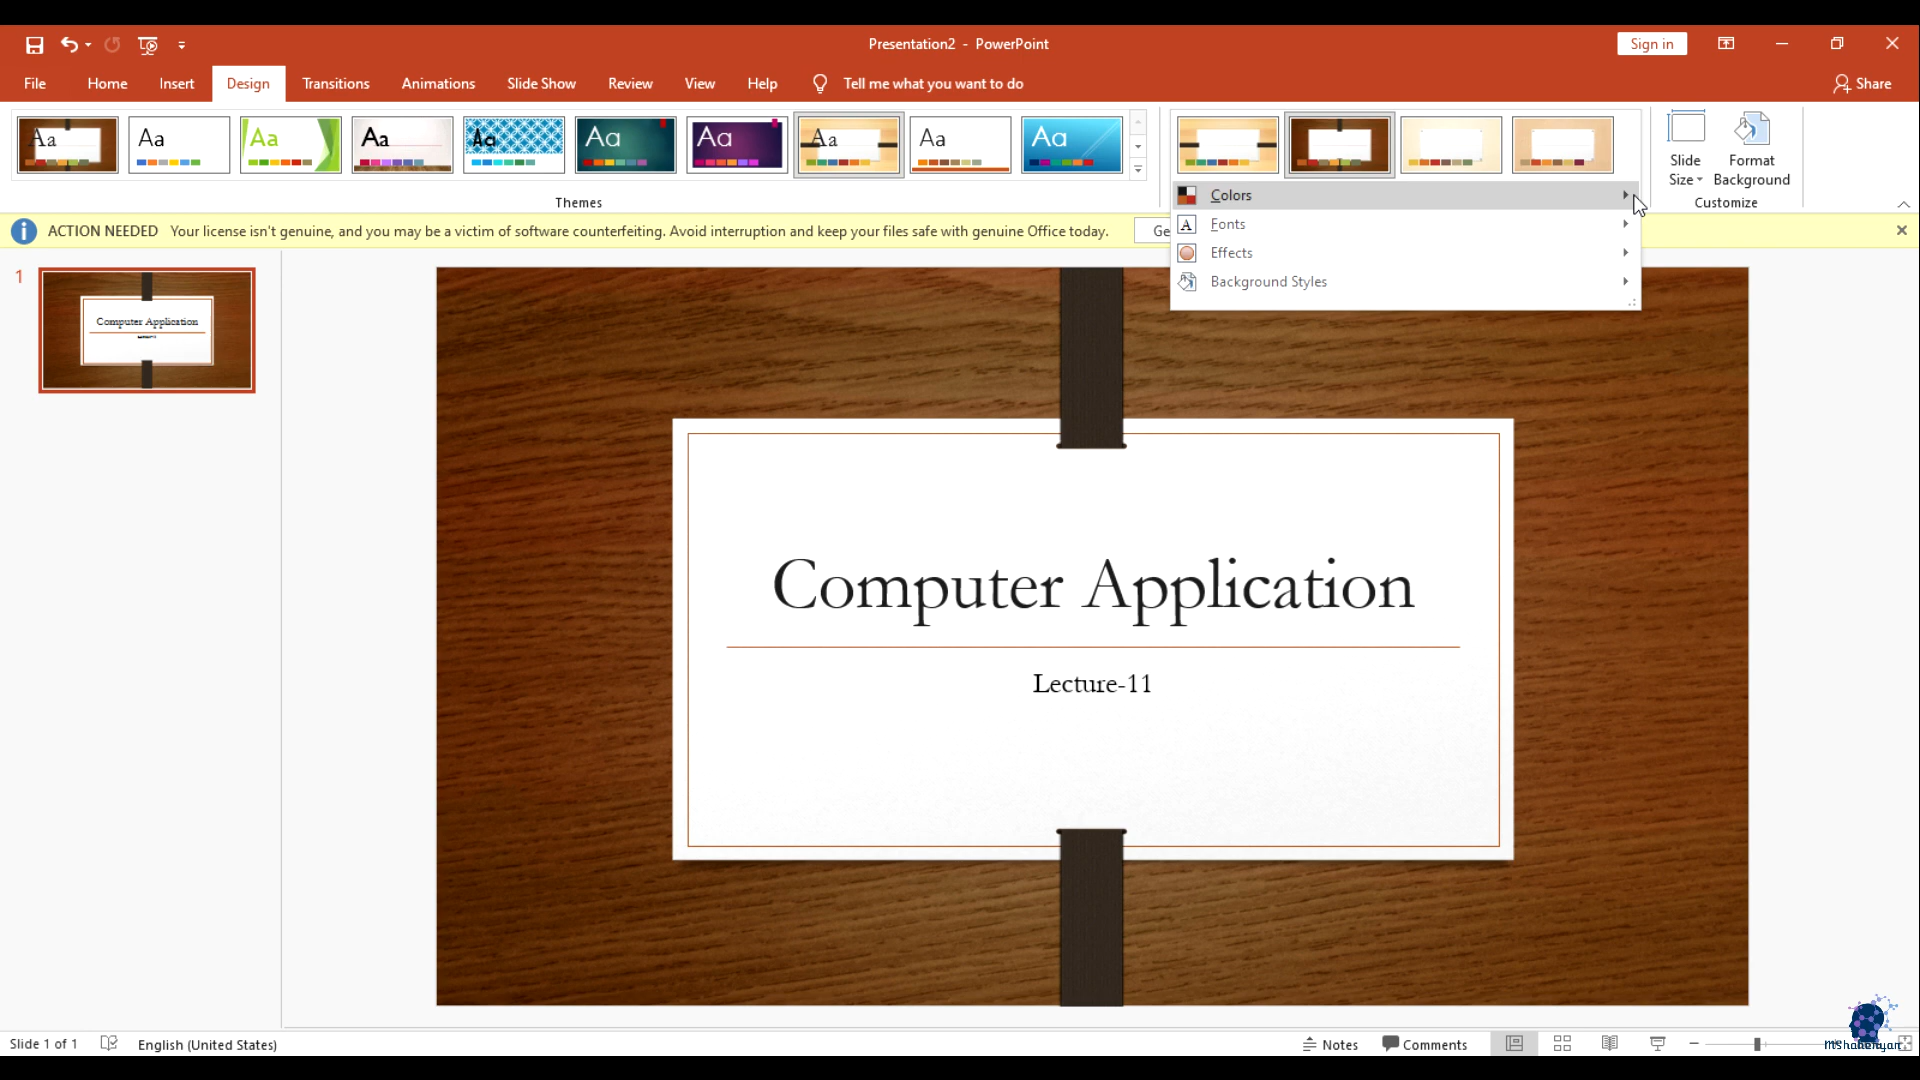 Presentation2 - PowerPoint
Sign in
File Home Insert Design Transitions Animations Slide Show Review View Help Tell me what you want to do Share
Aa Aa Aa Aa Aa Aa Aa Aa Aa Aa
Slide Size
Format Background
Themes
Customize
Colors
Fonts
Effects
Background Styles
ACTION NEEDED Your license isn't genuine, and you may be a victim of software counterfeiting. Avoid interruption and keep your files safe with genuine Office today. Ge
1
Computer Application
Computer Application
Lecture-11
Slide 1 of 1 English (United States) Notes Comments